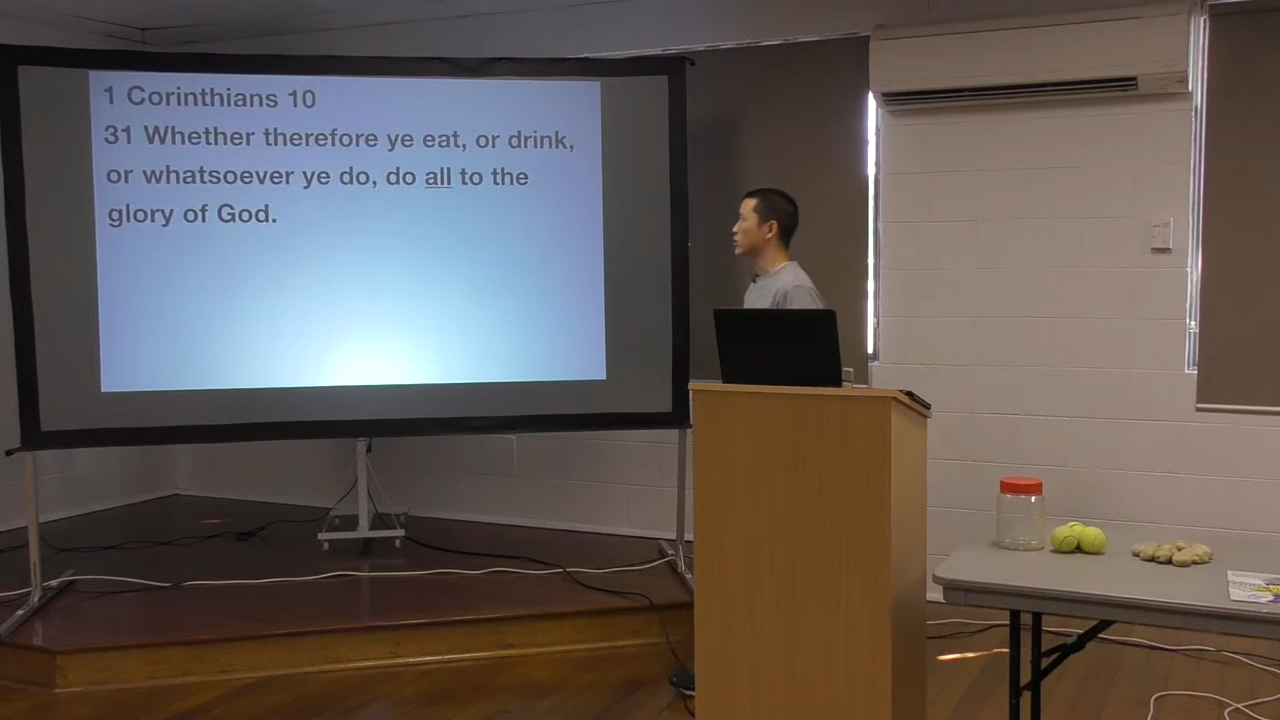 1 Corinthians 10
31 Whether therefore ye eat, or drink,
or whatsoever ye do, do all to the
glory of God.